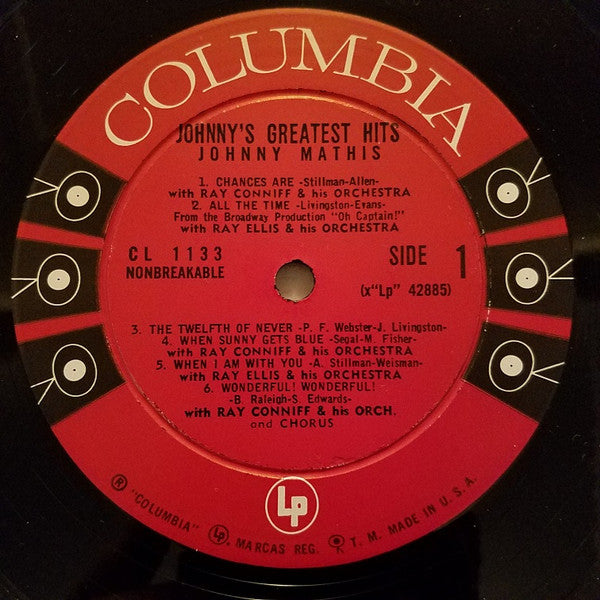 COLUMBIA
JOHNNY'S GREATEST HITS
JOHNNY MATHIS
1. CHANCES ARE -Stillman-Allen-
with RAY CONNIFF & his ORCHESTRA
2. ALL THE TIME -Livingston-Evans-
From the Broadway Production "Oh Captain!"
with RAY ELLIS & his ORCHESTRA
CL 1133
NONBREAKABLE
SIDE 1
(x"Lp" 42885)
3. THE TWELFTH OF NEVER -P. F. Webster-J. Livingston-
4. WHEN SUNNY GETS BLUE -Segal-M. Fisher-
with RAY CONNIFF & his ORCHESTRA
5. WHEN I AM WITH YOU -A. Stillman-Weisman-
with RAY ELLIS & his ORCHESTRA
6. WONDERFUL! WONDERFUL!
-B. Raleigh-S. Edwards-
with RAY CONNIFF & his ORCH.
and CHORUS
Lp
® "COLUMBIA" MARCAS REG. T. M. MADE IN U. S. A.